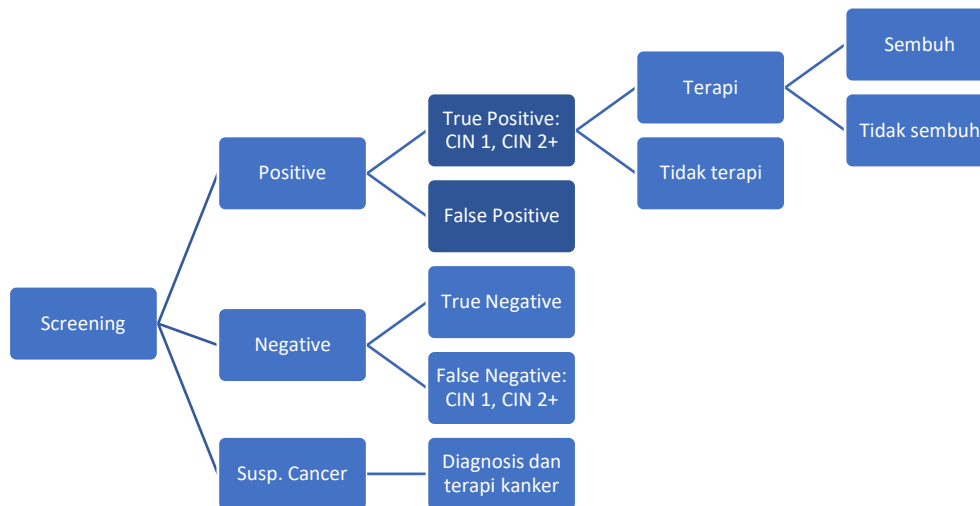 Screening
Positive
True Positive:
CIN 1, CIN 2+
Terapi
Sembuh
Tidak sembuh
Tidak terapi
False Positive
Negative
True Negative
False Negative:
CIN 1, CIN 2+
Susp. Cancer
Diagnosis dan
terapi kanker